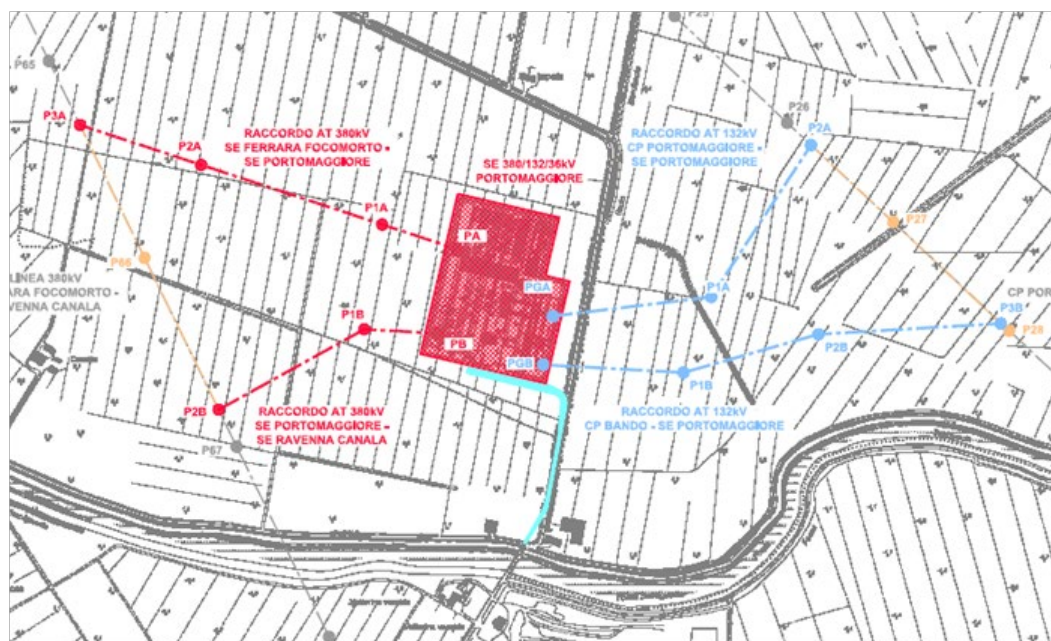 P25
P65
P26
P3A
P2A
RACCORDO AT 380kV
SE FERRARA FOCOMORTO -
SE PORTOMAGGIORE
RACCORDO AT 132kV
CP PORTOMAGGIORE -
SE PORTOMAGGIORE
P2A
SE 380/132/36kV
PORTOMAGGIORE
P1A
PA
P27
P66
LINEA 380kV
ARA FOCOMORTO -
VENNA CANALA
PGA
P1A
CP POR
P1B
P3B
P28
PB
P2B
PGB
P1B
P2B
RACCORDO AT 380kV
SE PORTOMAGGIORE -
SE RAVENNA CANALA
RACCORDO AT 132kV
CP BANDO - SE PORTOMAGGIORE
P67